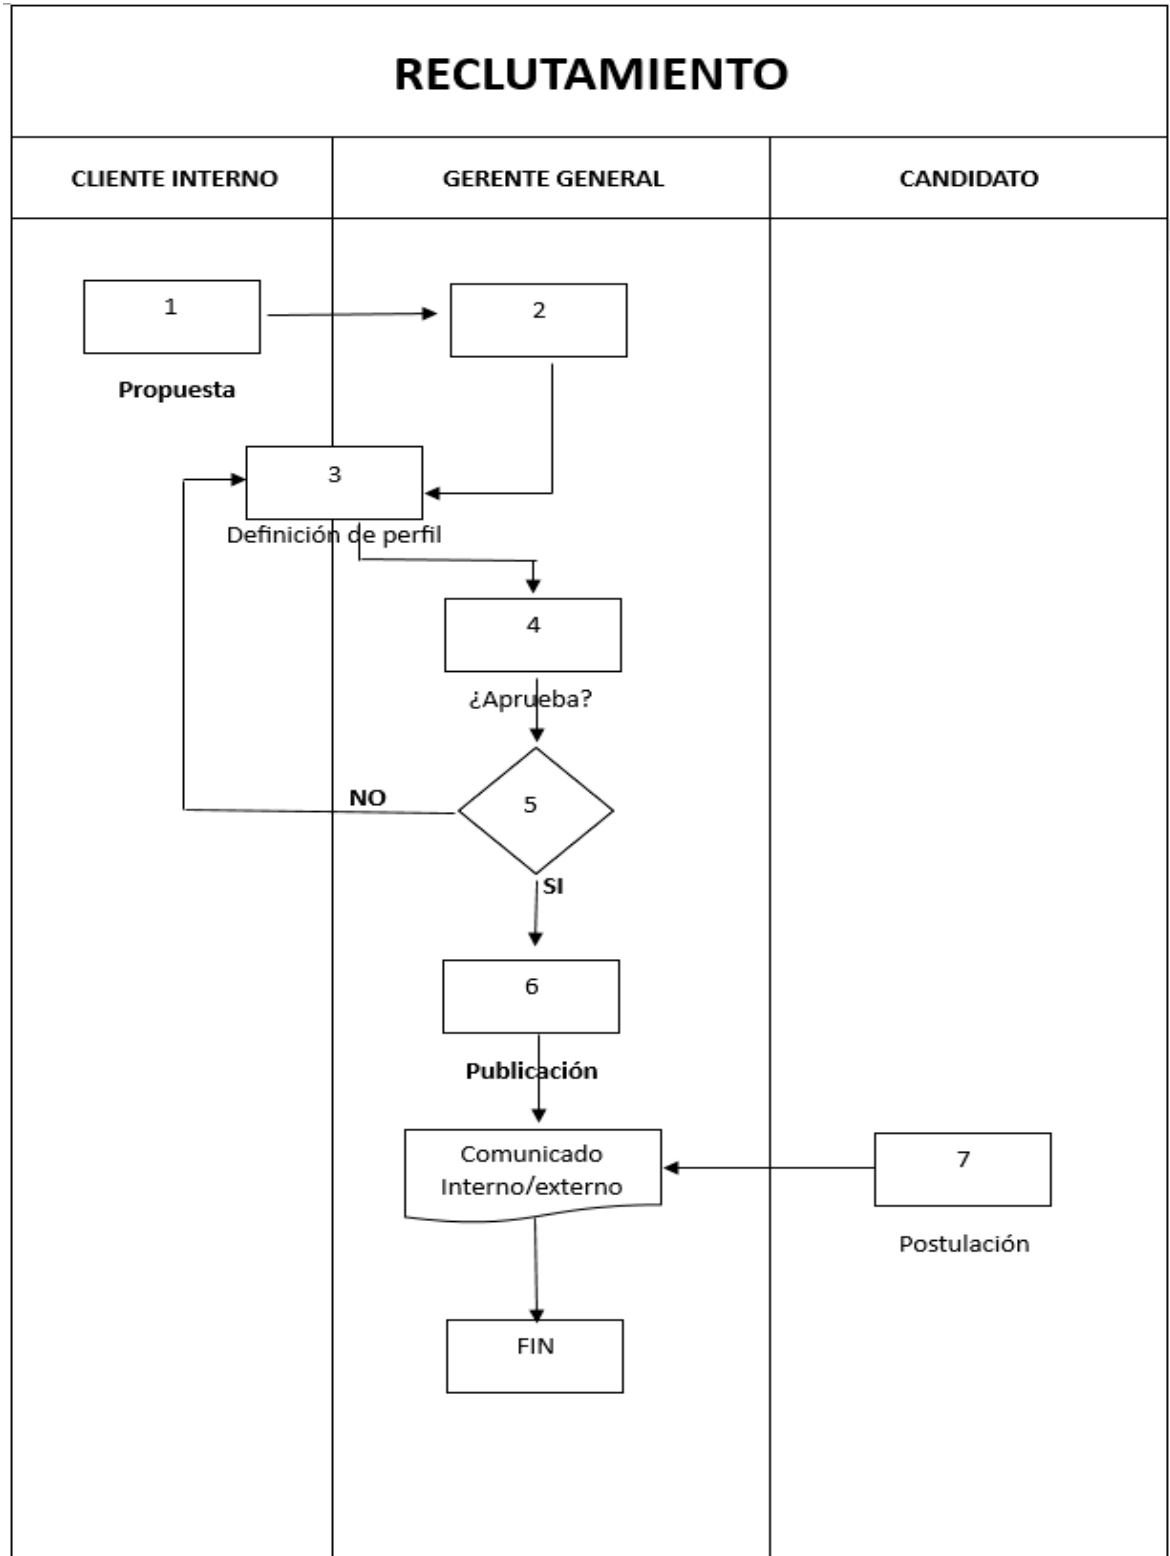 RECLUTAMIENTO
CLIENTE INTERNO
GERENTE GENERAL
CANDIDATO
1
2
Propuesta
3
Definición de perfil
4
¿Aprueba?
NO
5
SI
6
Publicación
Comunicado
Interno/externo
7
Postulación
FIN